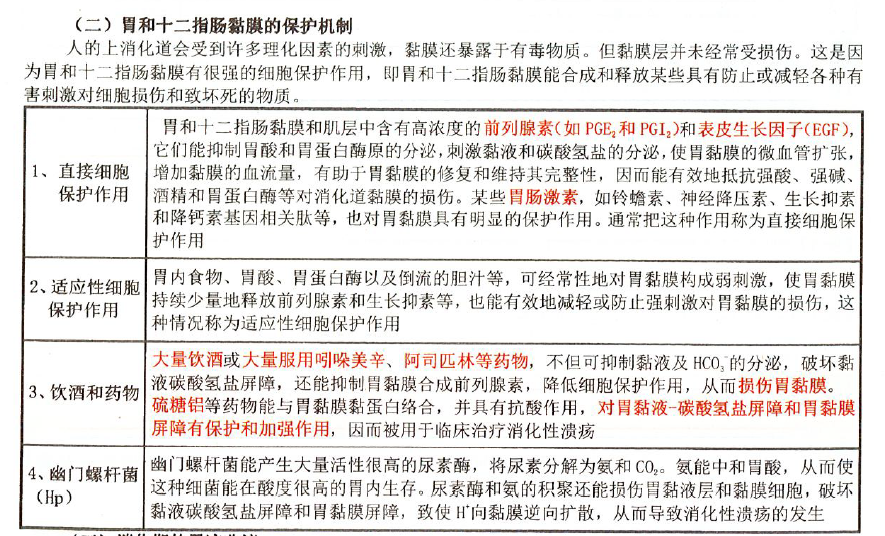 （二）胃和十二指肠黏膜的保护机制
人的上消化道会受到许多理化因素的刺激，黏膜还暴露于有毒物质。但黏膜层并未经常受损伤。这是因
为胃和十二指肠黏膜有很强的细胞保护作用，即胃和十二指肠黏膜能合成和释放某些具有防止或减轻各种有
害刺激对细胞损伤和致坏死的物质。
1、直接细胞
保护作用
胃和十二指肠黏膜和肌层中含有高浓度的前列腺素(如 PGE₂和 PGI₂)和表皮生长因子(EGF)，
它们能抑制胃酸和胃蛋白酶原的分泌，刺激黏液和碳酸氢盐的分泌，使胃黏膜的微血管扩张，
增加黏膜的血流量，有助于胃黏膜的修复和维持其完整性，因而能有效地抵抗强酸、强碱、
酒精和胃蛋白酶等对消化道黏膜的损伤。某些胃肠激素，如铃蟾素、神经降压素、生长抑素
和降钙素基因相关肽等，也对胃黏膜具有明显的保护作用。通常把这种作用称为直接细胞保
护作用
2、适应性细胞
保护作用
胃内食物、胃酸、胃蛋白酶以及倒流的胆汁等，可经常性地对胃黏膜构成弱刺激，使胃黏膜
持续少量地释放前列腺素和生长抑素等，也能有效地减轻或防止强刺激对胃黏膜的损伤，这
种情况称为适应性细胞保护作用
3、饮酒和药物
大量饮酒或大量服用吲哚美辛、阿司匹林等药物，不但可抑制黏液及 HCO₃⁻的分泌，破坏黏
液碳酸氢盐屏障，还能抑制胃黏膜合成前列腺素，降低细胞保护作用，从而损伤胃黏膜。
硫糖铝等药物能与胃黏膜黏蛋白络合，并具有抗酸作用，对胃黏液-碳酸氢盐屏障和胃黏膜
屏障有保护和加强作用，因而被用于临床治疗消化性溃疡
4、幽门螺杆菌
（Hp）
幽门螺杆菌能产生大量活性很高的尿素酶，将尿素分解为氨和 CO₂。氨能中和胃酸，从而使
这种细菌能在酸度很高的胃内生存。尿素酶和氨的积聚还能损伤胃黏液层和黏膜细胞，破坏
黏液碳酸氢盐屏障和胃黏膜屏障，致使 H⁺向黏膜逆向扩散，从而导致消化性溃疡的发生